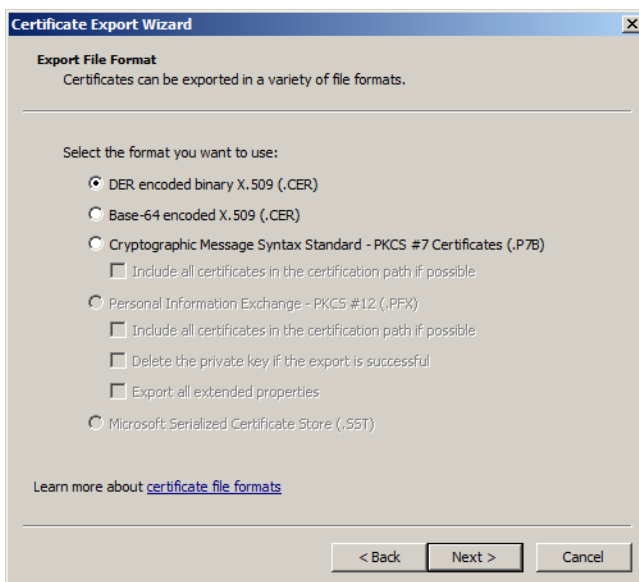 Certificate Export Wizard
Export File Format
Certificates can be exported in a variety of file formats.
Select the format you want to use:
DER encoded binary X.509 (.CER)
Base-64 encoded X.509 (.CER)
Cryptographic Message Syntax Standard - PKCS #7 Certificates (.P7B)
Include all certificates in the certification path if possible
Personal Information Exchange - PKCS #12 (.PFX)
Include all certificates in the certification path if possible
Delete the private key if the export is successful
Export all extended properties
Microsoft Serialized Certificate Store (.SST)
Learn more about certificate file formats
< Back Next > Cancel